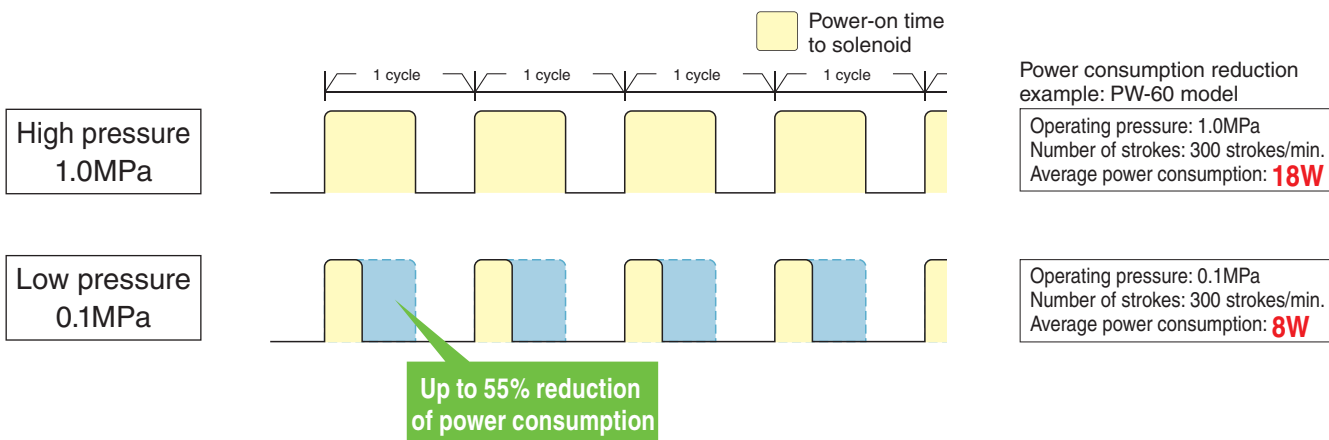 Power-on time
to solenoid
1 cycle
1 cycle
1 cycle
1 cycle
High pressure
1.0MPa
Power consumption reduction
example: PW-60 model
Operating pressure: 1.0MPa
Number of strokes: 300 strokes/min.
Average power consumption: 18W
Low pressure
0.1MPa
Operating pressure: 0.1MPa
Number of strokes: 300 strokes/min.
Average power consumption: 8W
Up to 55% reduction
of power consumption